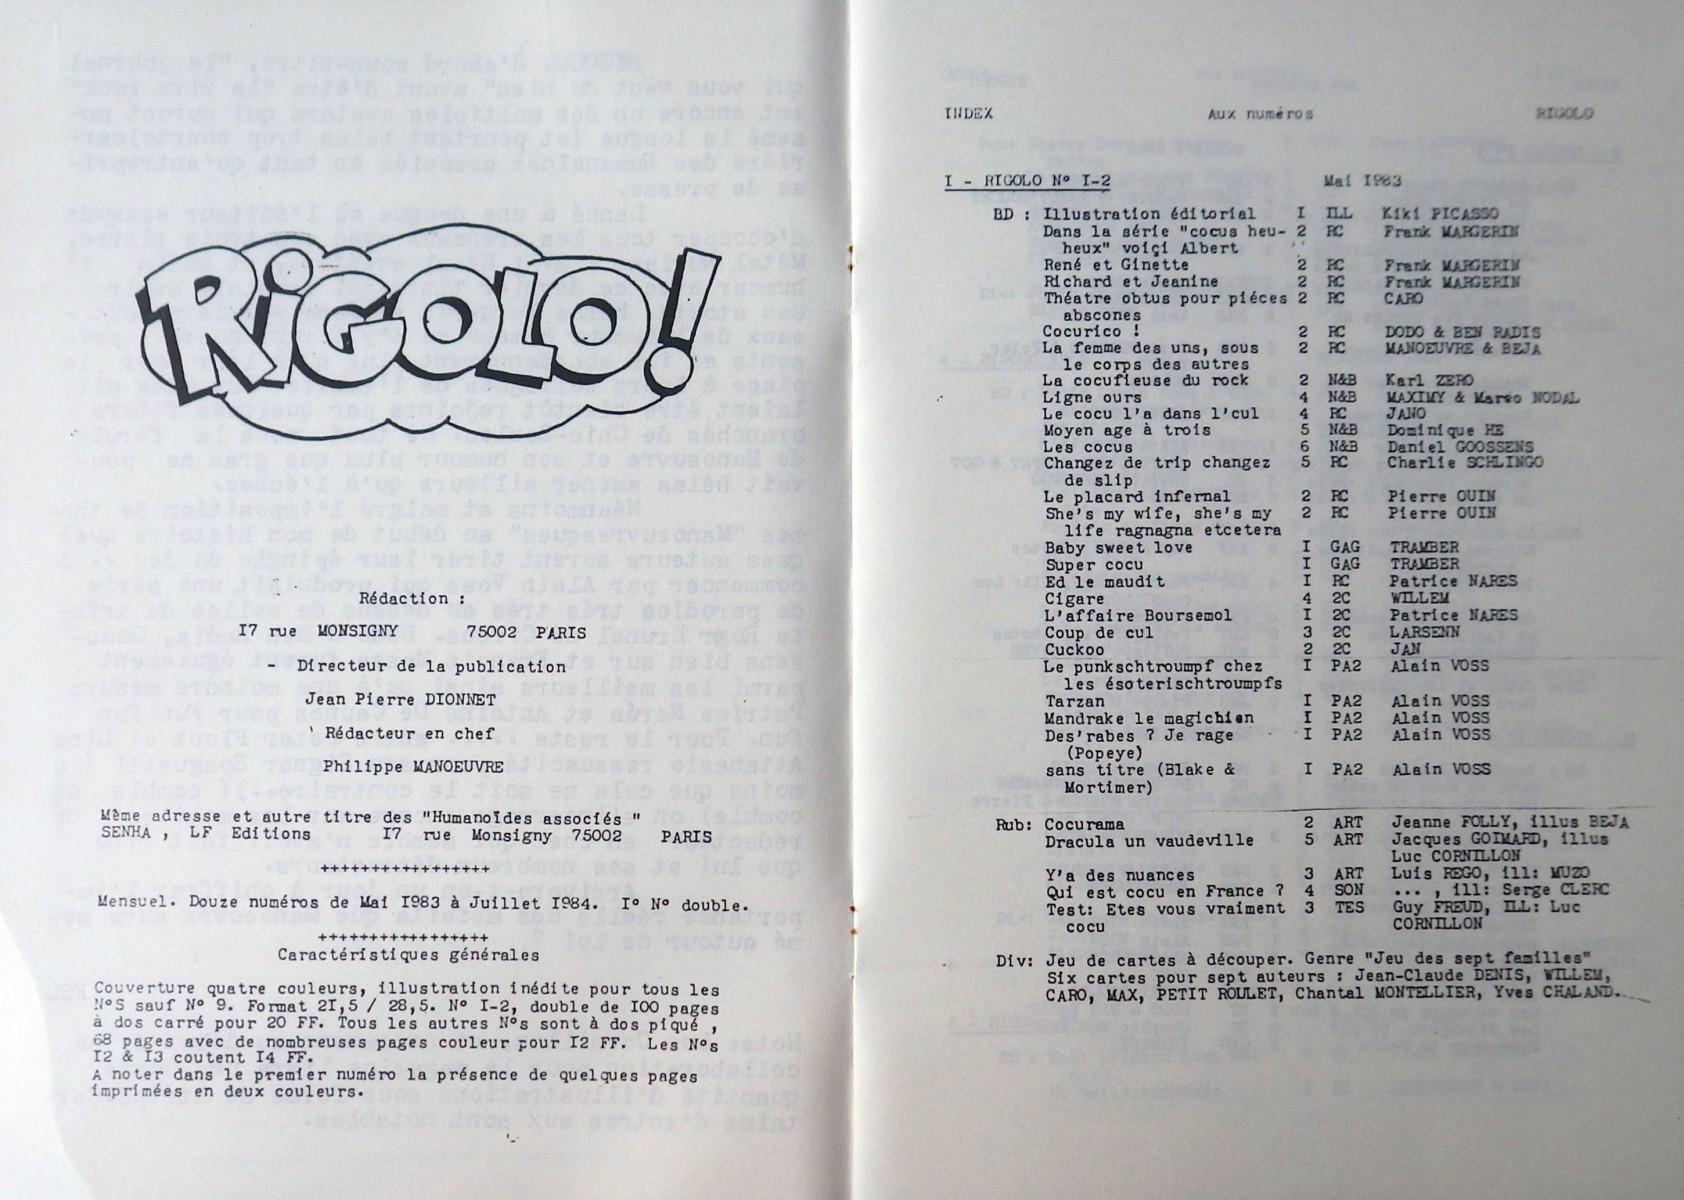 RIGOLO!
Rédaction :
I7 rue MONSIGNY 75002 PARIS
- Directeur de la publication
Jean Pierre DIONNET
Rédacteur en chef
Philippe MANOEUVRE
Mème adresse et autre titre des "Humanoïdes associés "
SENHA , LF Editions I7 rue Monsigny 75002 PARIS
+++++++++++++++++
Mensuel. Douze numéros de Mai I983 à Juillet I984. I° N° double.
+++++++++++++++++
Caractéristiques générales
Couverture quatre couleurs, illustration inédite pour tous les
N°S sauf N° 9. Format 2I,5 / 28,5. N° I-2, double de I00 pages
à dos carré pour 20 FF. Tous les autres N°s sont à dos piqué ,
68 pages avec de nombreuses pages couleur pour I2 FF. Les N°s
I2 & I3 coutent I4 FF.
A noter dans le premier numéro la présence de quelques pages
imprimées en deux couleurs.
INDEX Aux numéros RIGOLO
I - RIGOLO N° I-2 Mai I983
BD : Illustration éditorial I ILL Kiki PICASSO
Dans la série "cocus heu- 2 RC Frank MARGERIN
heux" voiçi Albert
René et Ginette 2 RC Frank MARGERIN
Richard et Jeanine 2 RC Frank MARGERIN
Théatre obtus pour piéces 2 RC CARO
abscones
Cocurico ! 2 RC DODO & BEN RADIS
La femme des uns, sous 2 RC MANOEUVRE & BEJA
le corps des autres
La cocufieuse du rock 2 N&B Karl ZERO
Ligne ours 4 N&B MAXIMY & Marco NODAL
Le cocu l'a dans l'cul 4 RC JANO
Moyen age à trois 5 N&B Dominique HE
Les cocus 6 N&B Daniel GOOSSENS
Changez de trip changez 5 RC Charlie SCHLINGO
de slip
Le placard infernal 2 RC Pierre OUIN
She's my wife, she's my 2 RC Pierre OUIN
life ragnagna etcetera
Baby sweet love I GAG TRAMBER
Super cocu I GAG TRAMBER
Ed le maudit I RC Patrice NARES
Cigare 4 2C WILLEM
L'affaire Boursemol I 2C Patrice NARES
Coup de cul 3 2C LARSENN
Cuckoo 2 2C JAN
Le punkschtroumpf chez I PA2 Alain VOSS
les ésoterischtroumpfs
Tarzan I PA2 Alain VOSS
Mandrake le magichien I PA2 Alain VOSS
Des'rabes ? Je rage I PA2 Alain VOSS
(Popeye)
sans titre (Blake & I PA2 Alain VOSS
Mortimer)
Rub: Cocurama 2 ART Jeanne FOLLY, illus BEJA
Dracula un vaudeville 5 ART Jacques GOIMARD, illus
Luc CORNILLON
Y'a des nuances 3 ART Luis REGO, ill: MUZO
Qui est cocu en France ? 4 SON ... , ill: Serge CLERC
Test: Etes vous vraiment 3 TES Guy FREUD, ILL: Luc
cocu CORNILLON
Div: Jeu de cartes à découper. Genre "Jeu des sept familles"
Six cartes pour sept auteurs : Jean-Claude DENIS, WILLEM,
CARO, MAX, PETIT ROULET, Chantal MONTELLIER, Yves CHALAND.